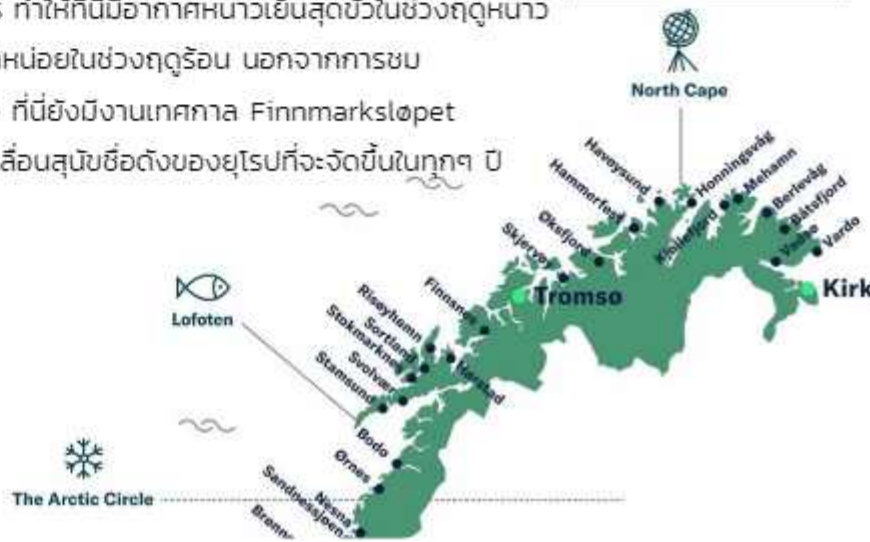 ทำให้ที่นี่มีอากาศหนาวเย็นสุดขั้วในช่วงฤดูหนาว
หน่อยในช่วงฤดูร้อน นอกจากการชม
ที่นี่ยังมีงานเทศกาล Finnmarksløpet
ลื่อนสุนัขชื่อดังของยุโรปที่จะจัดขึ้นในทุกๆ ปี
North Cape
Havøysund
Honningsvåg
Mehamn
Hammerfest
Berlevåg
Kjøllefjord
Båtsfjord
Øksfjord
Vadsø
Vardo
Skjervøy
Tromsø
Kirk
Finnsnes
Lofoten
Risøyhamn
Sortland
Stokmarknes
Harstad
Svolvær
Stamsund
Bodo
Ørnes
The Arctic Circle
Nesna
Sandnessjøen
Brønn